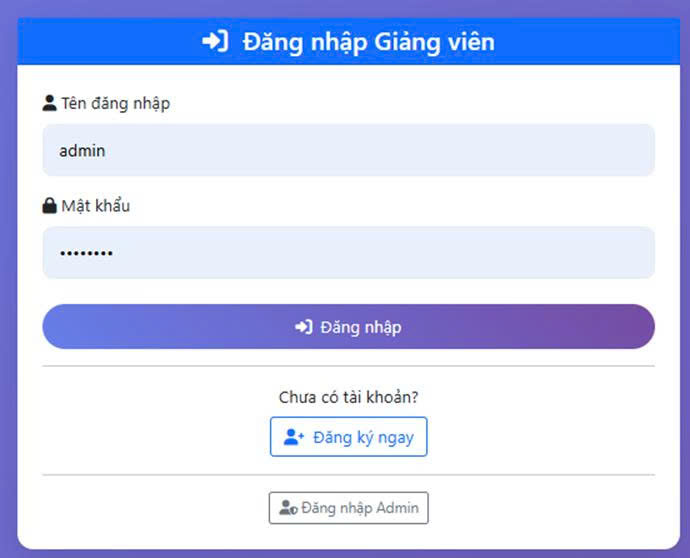 Đăng nhập Giảng viên
Tên đăng nhập
admin
Mật khẩu
••••••••
Đăng nhập
Chưa có tài khoản?
Đăng ký ngay
Đăng nhập Admin